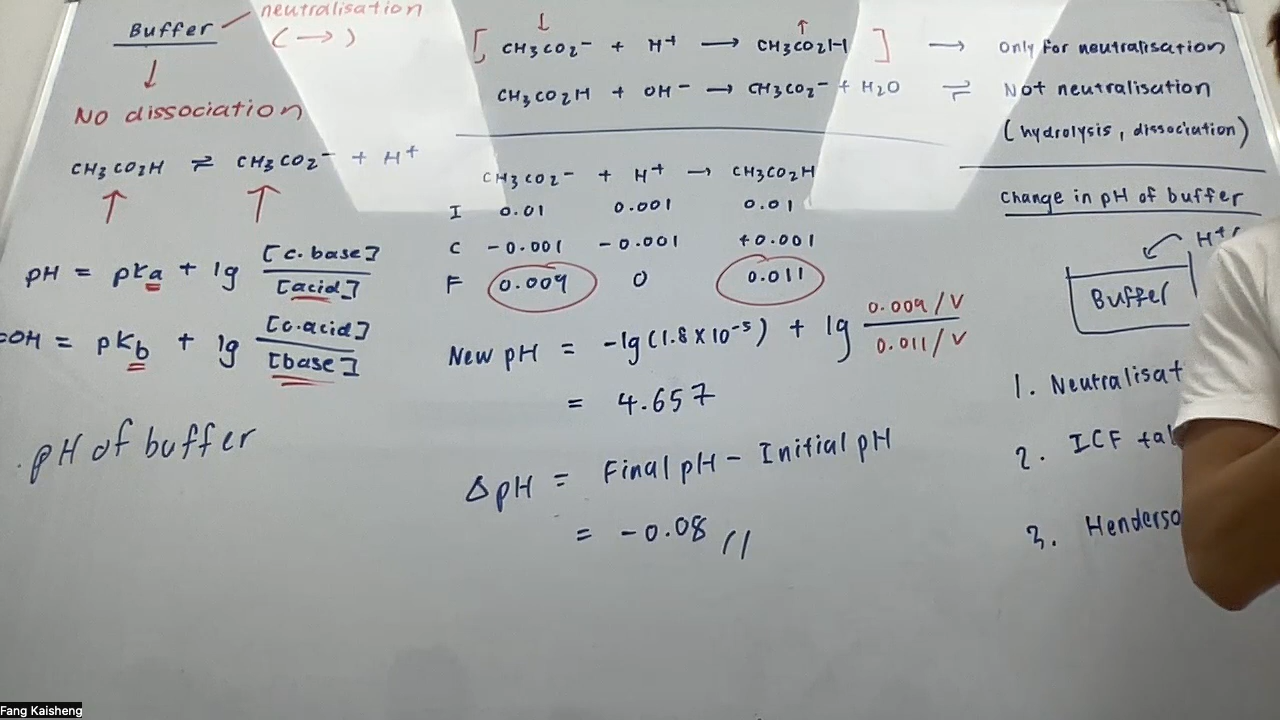 Buffer
neutralisation
(→)
↓
No dissociation
CH3CO2H ⇌ CH3CO2⁻ + H⁺
↑ ↑
pH = pKa + lg [c.base]/[acid]
OH = pKb + lg [c.acid]/[base]
pH of buffer
↓ ↑
[ CH3CO2⁻ + H⁺ → CH3CO2H ]
CH3CO2H + OH⁻ → CH3CO2⁻ + H2O
CH3CO2⁻ + H⁺ → CH3CO2H
I 0.01 0.001 0.01
C -0.001 -0.001 +0.001
F 0.009 0 0.011
New pH = -lg(1.8 x 10⁻⁵) + lg 0.009/V / 0.011/V
= 4.657
ΔpH = Final pH - Initial pH
= -0.08 //
→ Only for neutralisation
⇌ Not neutralisation
(hydrolysis, dissociation)
Change in pH of buffer
H+
Buffer
1. Neutralisat
2. ICF ta
3. Henderso
Fang Kaisheng